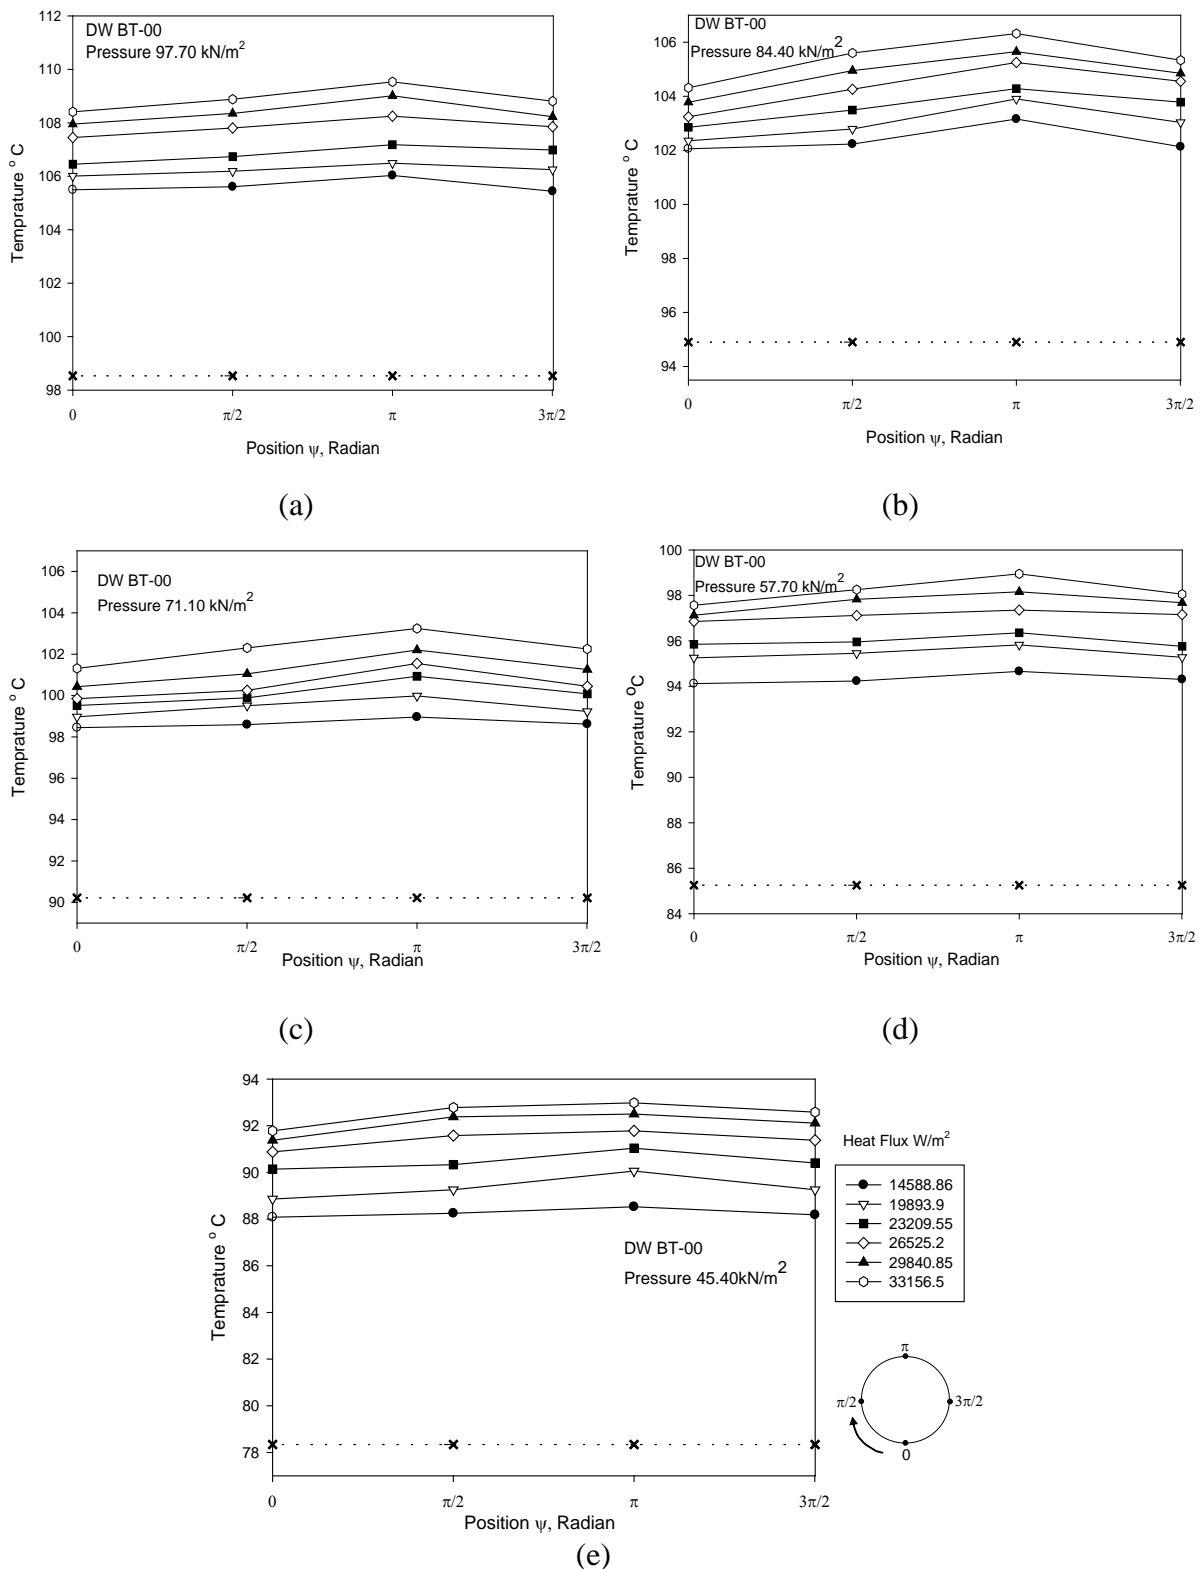 112
DW BT-00
Pressure 97.70 kN/m²
110
108
106
104
102
100
98
Temprature ° C
0 π/2 π 3π/2
Position ψ, Radian
(a)
DW BT-00
106
Pressure 84.40 kN/m²
104
102
100
98
96
94
Temprature ° C
0 π/2 π 3π/2
Position ψ, Radian
(b)
106
DW BT-00
Pressure 71.10 kN/m²
104
102
100
98
96
94
92
90
Temprature ° C
0 π/2 π 3π/2
Position ψ, Radian
(c)
100
DW BT-00
Pressure 57.70 kN/m²
98
96
94
92
90
88
86
84
Temprature °C
0 π/2 π 3π/2
Position ψ, Radian
(d)
94
92
90
88
86
84
82
80
78
Temprature ° C
DW BT-00
Pressure 45.40kN/m²
0 π/2 π 3π/2
Position ψ, Radian
(e)
Heat Flux W/m²
14588.86
19893.9
23209.55
26525.2
29840.85
33156.5
π
π/2 3π/2
0